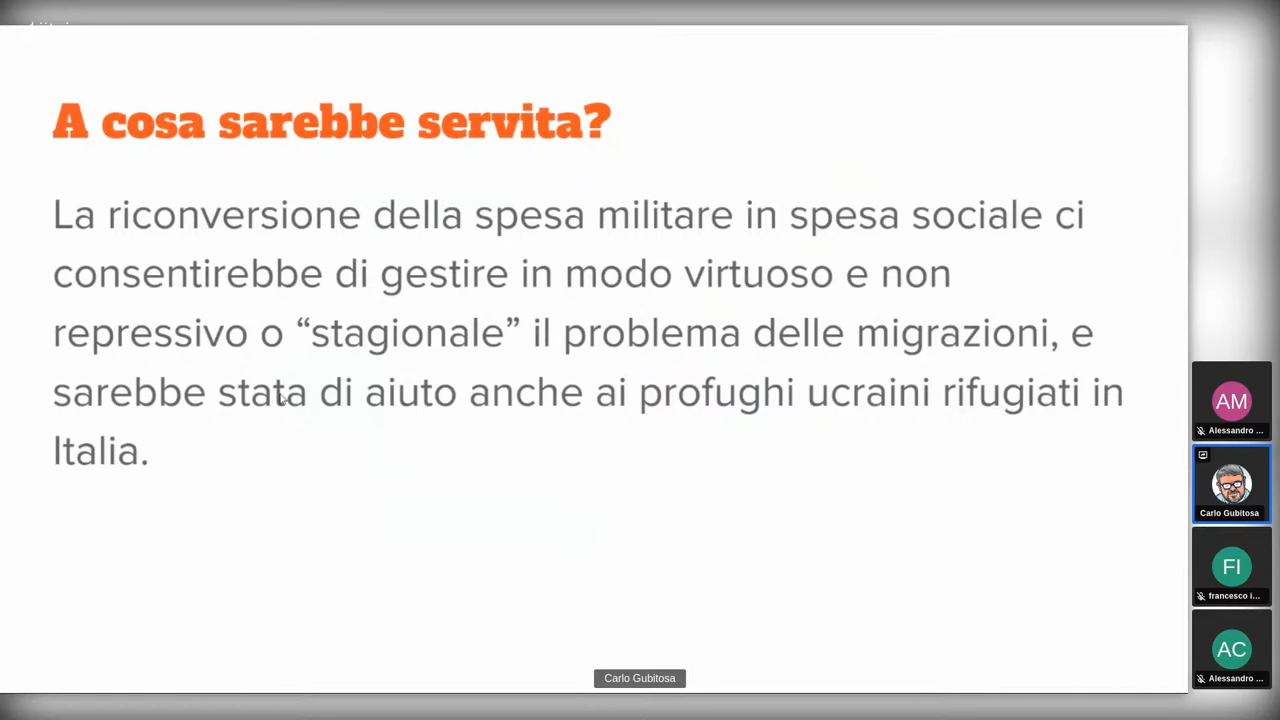 A cosa sarebbe servita?
La riconversione della spesa militare in spesa sociale ci
consentirebbe di gestire in modo virtuoso e non
repressivo o “stagionale” il problema delle migrazioni, e
sarebbe stata di aiuto anche ai profughi ucraini rifugiati in
Italia.
AM
Alessandro ...
Carlo Gubitosa
FI
francesco i...
AC
Alessandro ...
Carlo Gubitosa